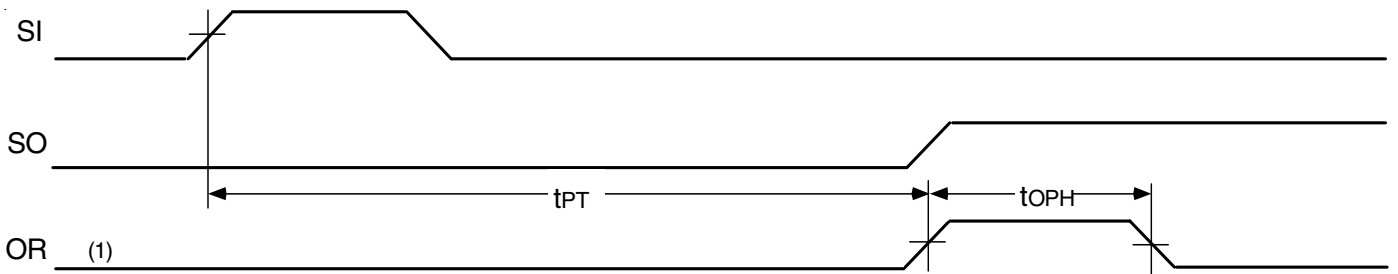 SI
SO
tPT
tOPH
OR (1)